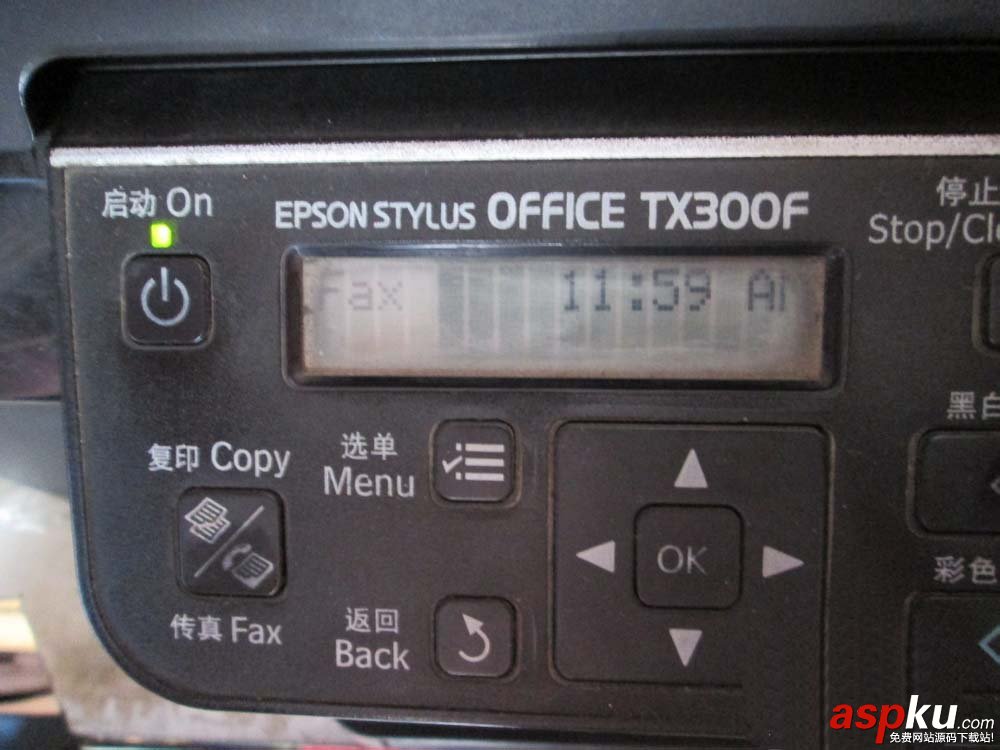 启动 On
EPSON STYLUS OFFICE TX300F
停止
Stop/Cle
Fax 11:59 A
黑白
复印 Copy
选单
Menu
OK
彩色
传真 Fax
返回
Back
aspku.com
免费网站源码下载站!